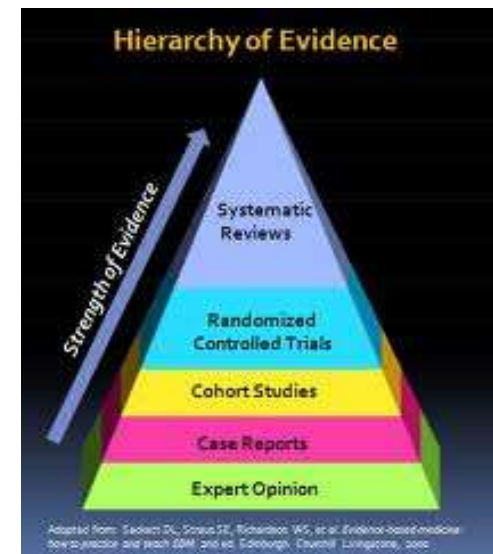 Hierarchy of Evidence
Strength of Evidence
Systematic
Reviews
Randomized
Controlled Trials
Cohort Studies
Case Reports
Expert Opinion
Adapted from: Sackett DL, Straus SE, Richardson WS, et al. Evidence-based medicine:
how to practice and teach EBM. 2nd ed. Edinburgh. Churchill Livingstone, 2000